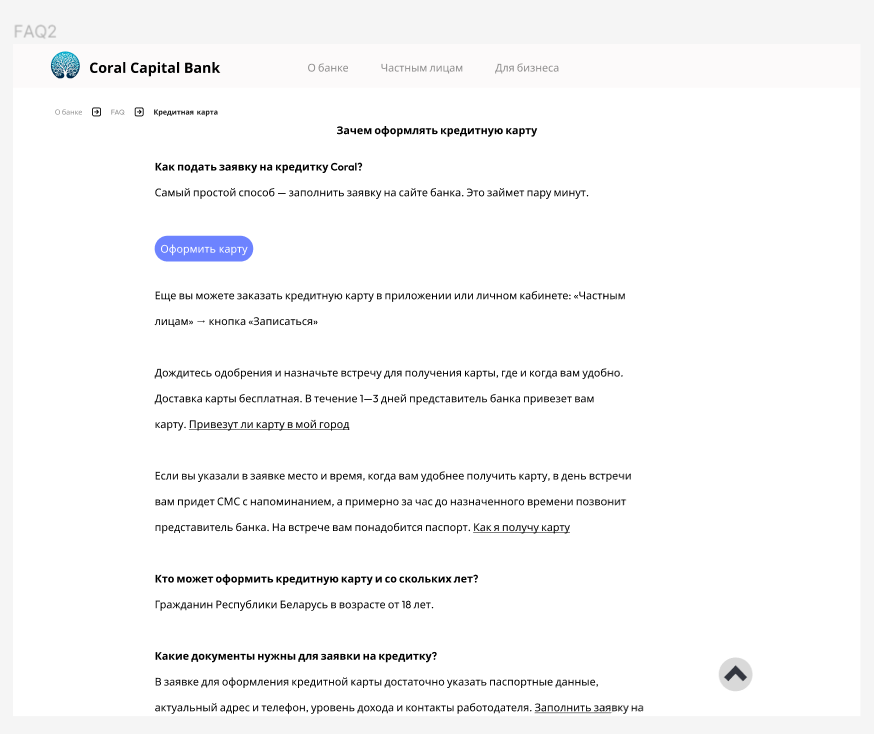 FAQ2
Coral Capital Bank
О банке
Частным лицам
Для бизнеса
О банке
FAQ
Кредитная карта
Зачем оформлять кредитную карту
Как подать заявку на кредитку Coral?
Самый простой способ — заполнить заявку на сайте банка. Это займет пару минут.
Оформить карту
Еще вы можете заказать кредитную карту в приложении или личном кабинете: «Частным
лицам» → кнопка «Записаться»
Дождитесь одобрения и назначьте встречу для получения карты, где и когда вам удобно.
Доставка карты бесплатная. В течение 1—3 дней представитель банка привезет вам
карту. Привезут ли карту в мой город
Если вы указали в заявке место и время, когда вам удобнее получить карту, в день встречи
вам придет СМС с напоминанием, а примерно за час до назначенного времени позвонит
представитель банка. На встрече вам понадобится паспорт. Как я получу карту
Кто может оформить кредитную карту и со скольких лет?
Гражданин Республики Беларусь в возрасте от 18 лет.
Какие документы нужны для заявки на кредитку?
В заявке для оформления кредитной карты достаточно указать паспортные данные,
актуальный адрес и телефон, уровень дохода и контакты работодателя. Заполнить заявку на